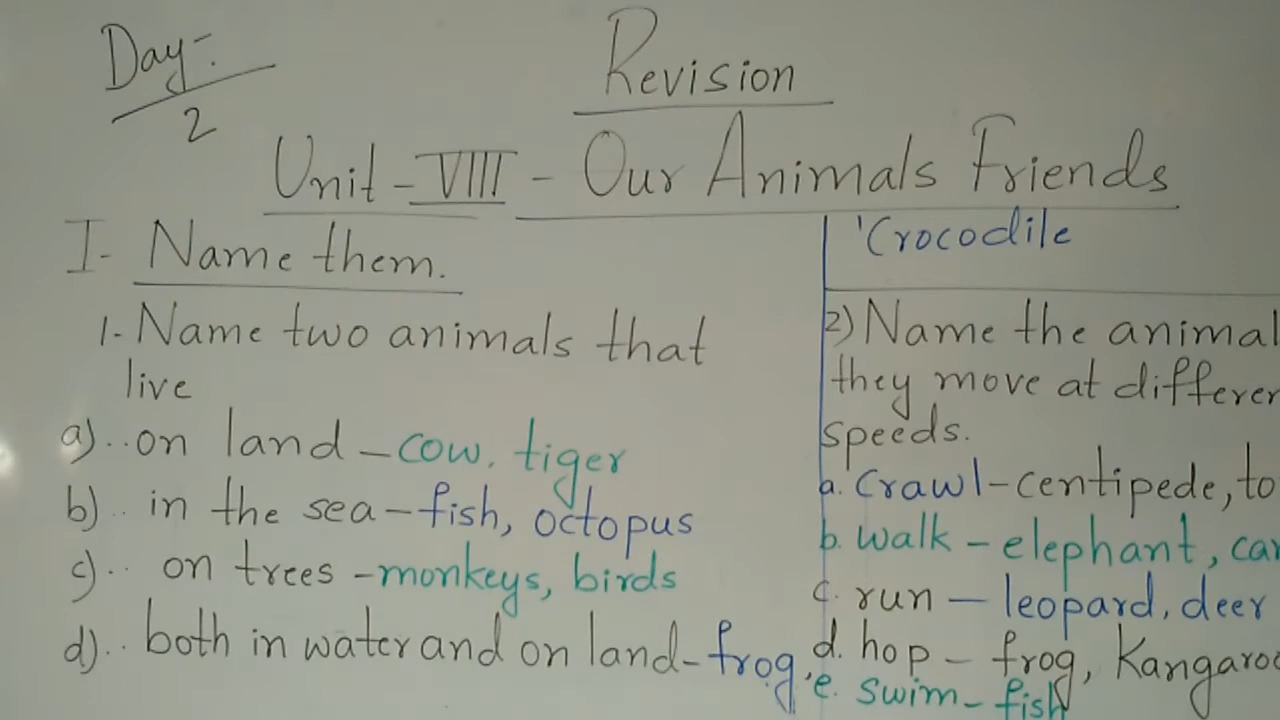 Day:-
2
Revision
Unit - VIII - Our Animals Friends
I- Name them.
1- Name two animals that
live
a).. on land - cow. tiger
b).. in the sea - fish, octopus
c).. on trees - monkeys, birds
d).. both in water and on land - frog,
'Crocodile
2) Name the animal
they move at differen
speeds.
a. Crawl - centipede, to
b. walk - elephant, car
c. run - leopard, deer
d. hop - frog, Kangaroo
e. swim - fish